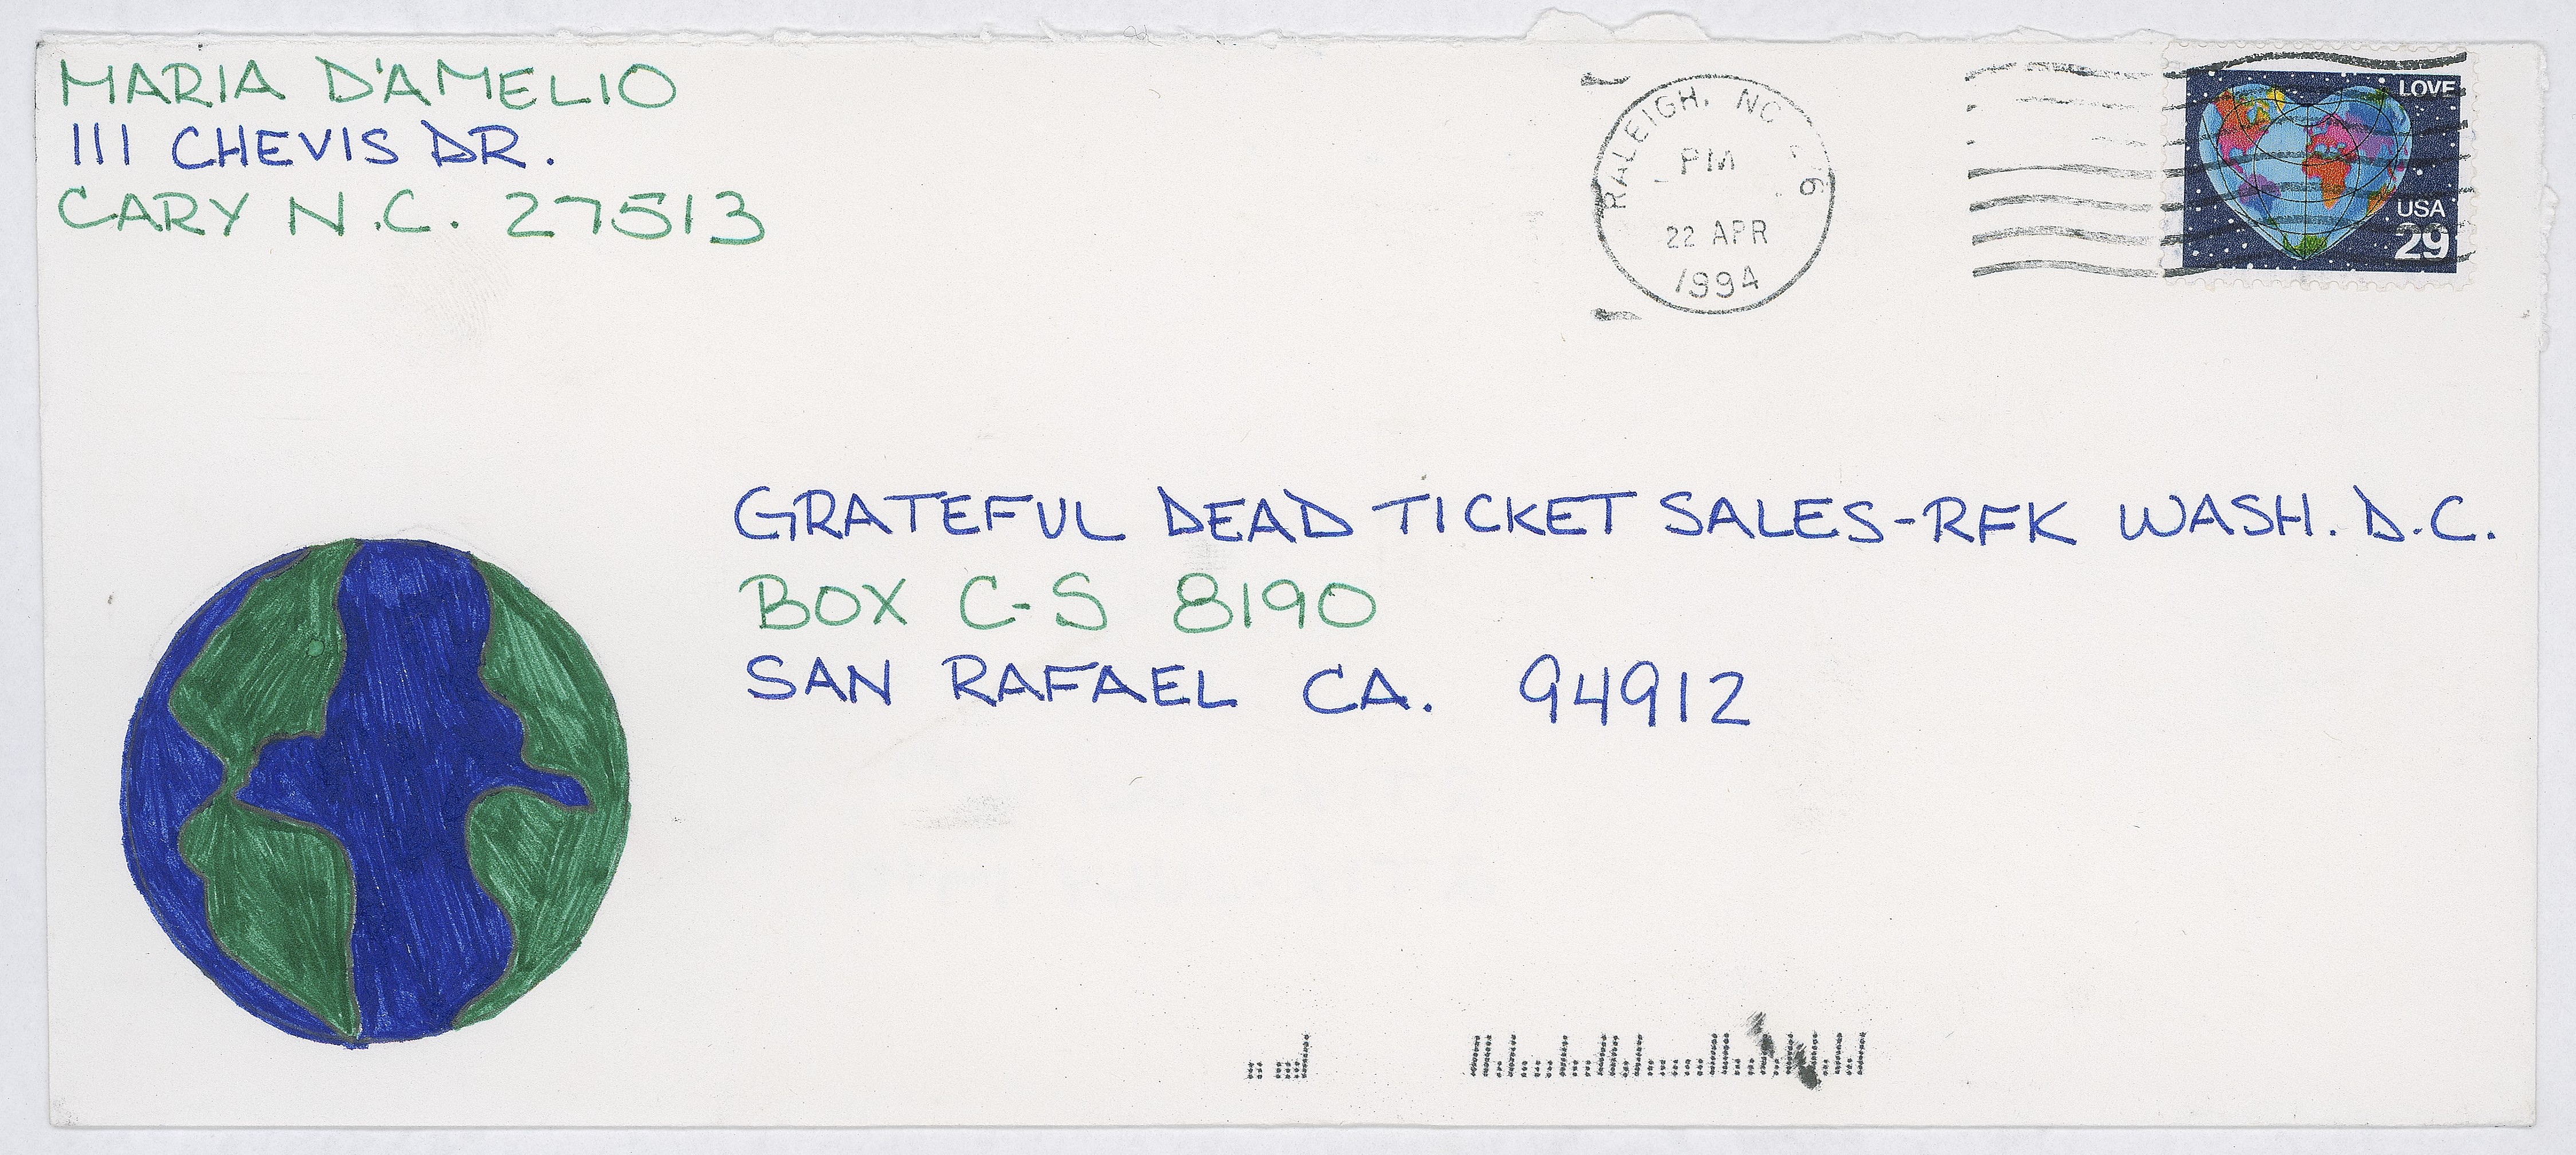 MARIA D'AMELIO
111 CHEVIS DR.
CARY N.C. 27513
RALEIGH, NC
PM
22 APR
1994
LOVE
USA
29
GRATEFUL DEAD TICKET SALES-RFK WASH. D.C.
BOX C-S 8190
SAN RAFAEL CA. 94912